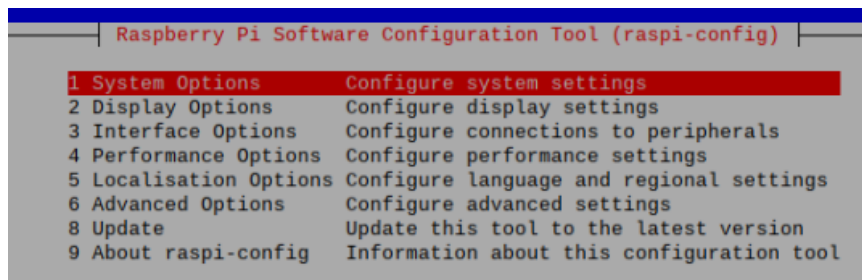 Raspberry Pi Software Configuration Tool (raspi-config)
1 System Options Configure system settings
2 Display Options Configure display settings
3 Interface Options Configure connections to peripherals
4 Performance Options Configure performance settings
5 Localisation Options Configure language and regional settings
6 Advanced Options Configure advanced settings
8 Update Update this tool to the latest version
9 About raspi-config Information about this configuration tool